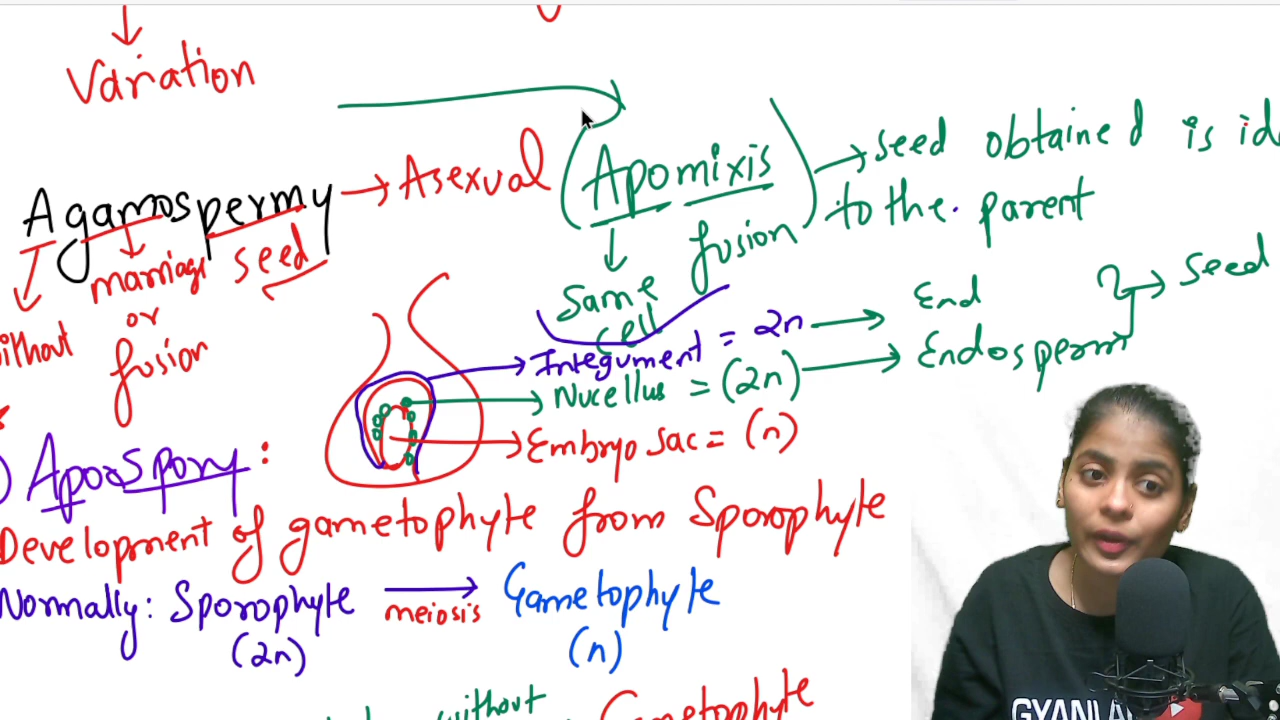 Variation
Agamospermy → Asexual (Apomixis) → seed obtained is id
to the. parent
without
marriage
or
fusion
seed
Same
cell
fusion
Integument = 2n → End
Nucellus = (2n) → Endosperm → Seed
Embryo sac = (n)
) Aporspory :
Development of gametophyte from Sporophyte
Normally: Sporophyte → meiosis Gametophyte
(2n) (n)
without
Gametophyte
GYANLA